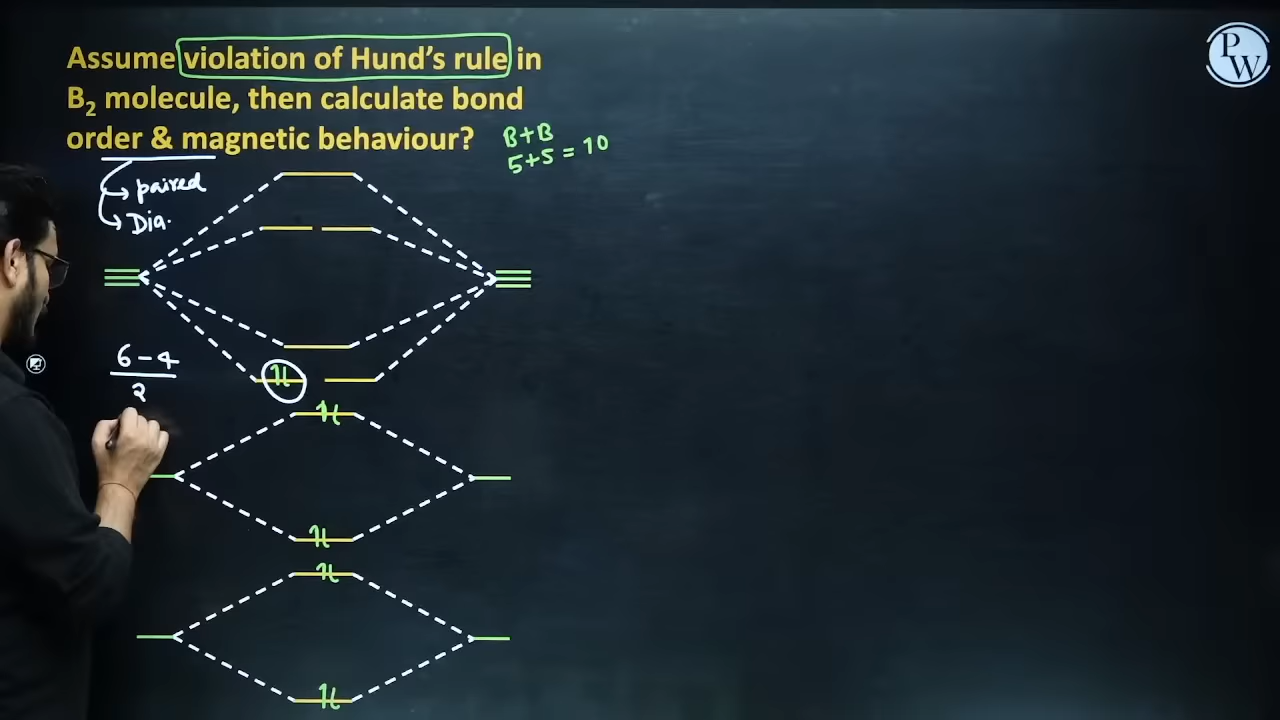 Assume violation of Hund's rule in
B₂ molecule, then calculate bond
order & magnetic behaviour?
B+B
5+5 = 10
paired
Dia.
6-4
2
PW